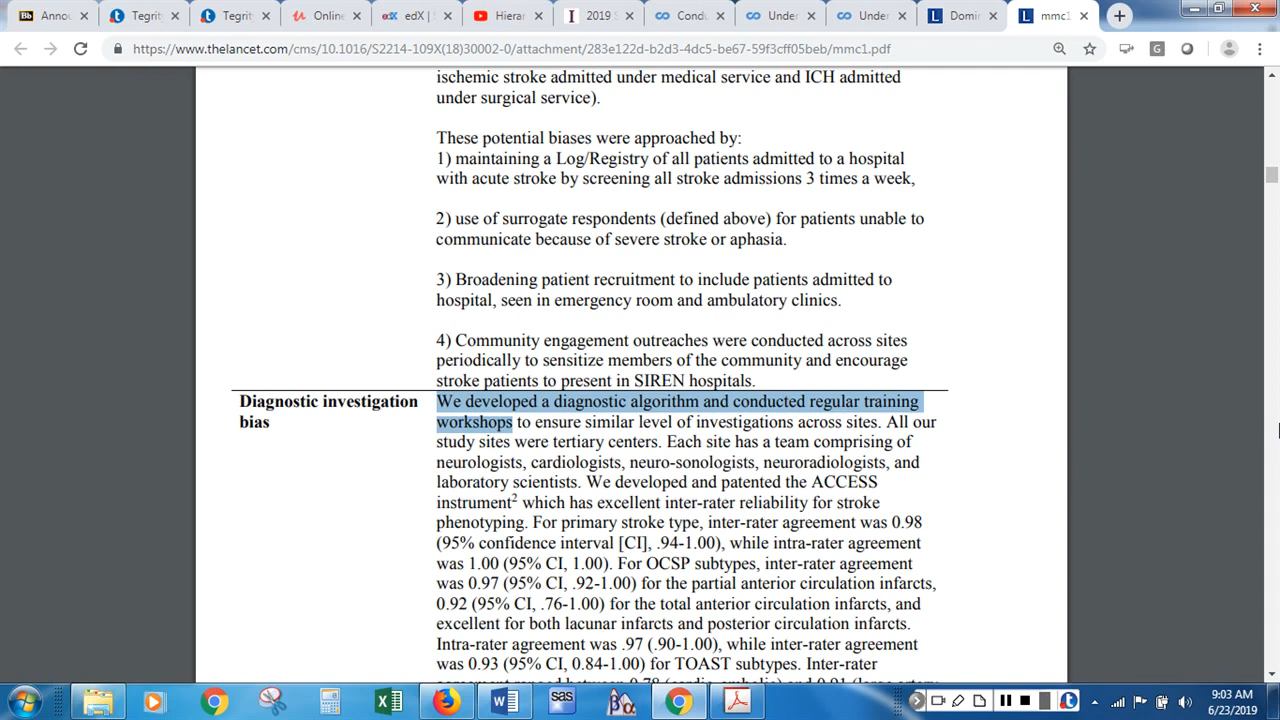 Annou
Tegrit
Tegrit
Online
edX |
Hiera
2019
Cond
Under
Under
Domin
mmc1
https://www.thelancet.com/cms/10.1016/S2214-109X(18)30002-0/attachment/283e122d-b2d3-4dc5-be67-59f3cff05beb/mmc1.pdf
ischemic stroke admitted under medical service and ICH admitted
under surgical service).
These potential biases were approached by:
1) maintaining a Log/Registry of all patients admitted to a hospital
with acute stroke by screening all stroke admissions 3 times a week,
2) use of surrogate respondents (defined above) for patients unable to
communicate because of severe stroke or aphasia.
3) Broadening patient recruitment to include patients admitted to
hospital, seen in emergency room and ambulatory clinics.
4) Community engagement outreaches were conducted across sites
periodically to sensitize members of the community and encourage
stroke patients to present in SIREN hospitals.
Diagnostic investigation
bias
We developed a diagnostic algorithm and conducted regular training
workshops to ensure similar level of investigations across sites. All our
study sites were tertiary centers. Each site has a team comprising of
neurologists, cardiologists, neuro-sonologists, neuroradiologists, and
laboratory scientists. We developed and patented the ACCESS
instrument² which has excellent inter-rater reliability for stroke
phenotyping. For primary stroke type, inter-rater agreement was 0.98
(95% confidence interval [CI], .94-1.00), while intra-rater agreement
was 1.00 (95% CI, 1.00). For OCSP subtypes, inter-rater agreement
was 0.97 (95% CI, .92-1.00) for the partial anterior circulation infarcts,
0.92 (95% CI, .76-1.00) for the total anterior circulation infarcts, and
excellent for both lacunar infarcts and posterior circulation infarcts.
Intra-rater agreement was .97 (.90-1.00), while inter-rater agreement
was 0.93 (95% CI, 0.84-1.00) for TOAST subtypes. Inter-rater
9:03 AM
6/23/2019